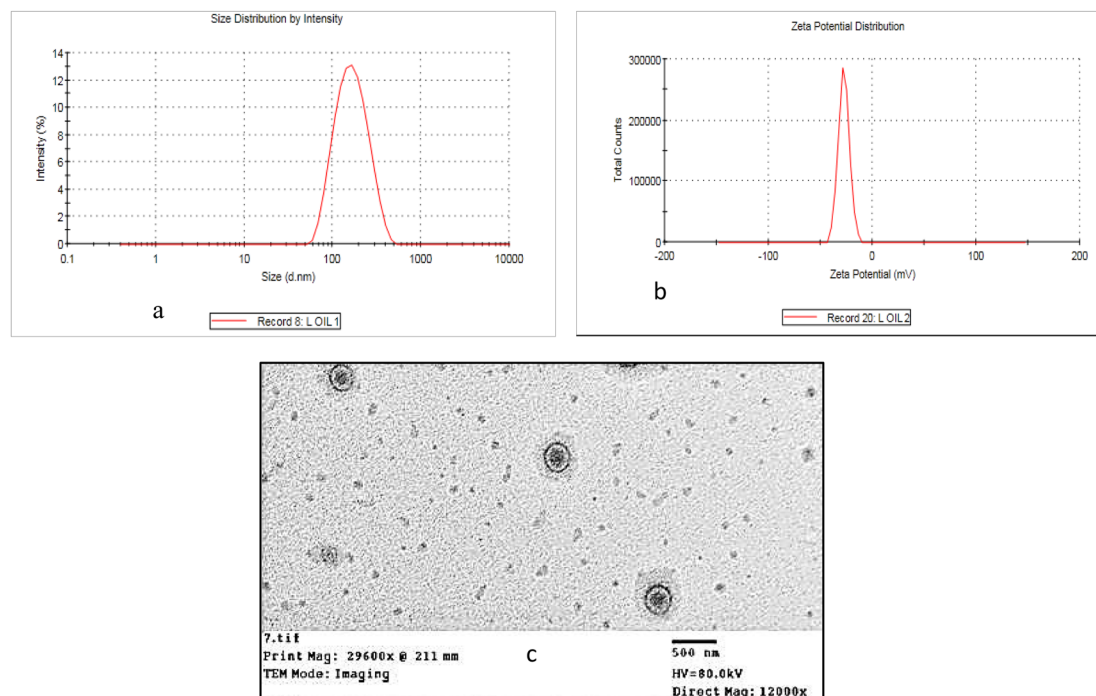 Size Distribution by Intensity
14
12
10
8
6
4
2
0
0.1
1
10
100
1000
10000
Intensity (%)
Size (d.nm)
a
Record 8: L OIL 1
Zeta Potential Distribution
300000
200000
100000
0
-200
-100
0
100
200
Total Counts
Zeta Potential (mV)
b
Record 20: L OIL 2
7.tif
Print Mag: 29600x @ 211 mm
TEM Mode: Imaging
c
500 nm
HV=80.0kV
Direct Mag: 12000x